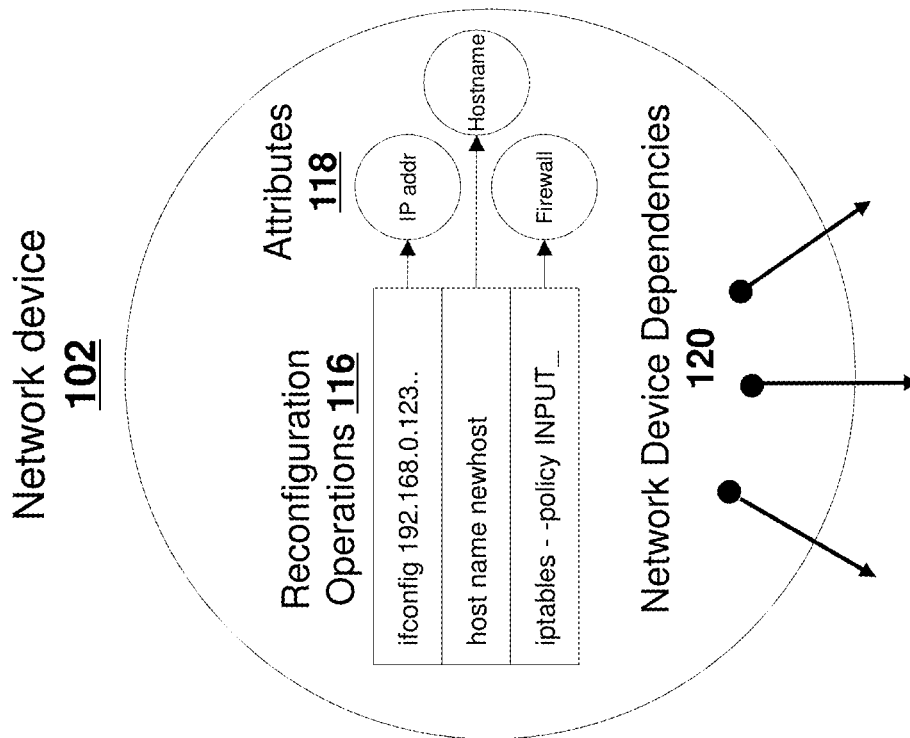 Network device
102
Reconfiguration
Operations 116
Attributes
118
ifconfig 192.168.0.123..
host name newhost
iptables - -policy INPUT_
IP addr
Hostname
Firewall
Network Device Dependencies
120